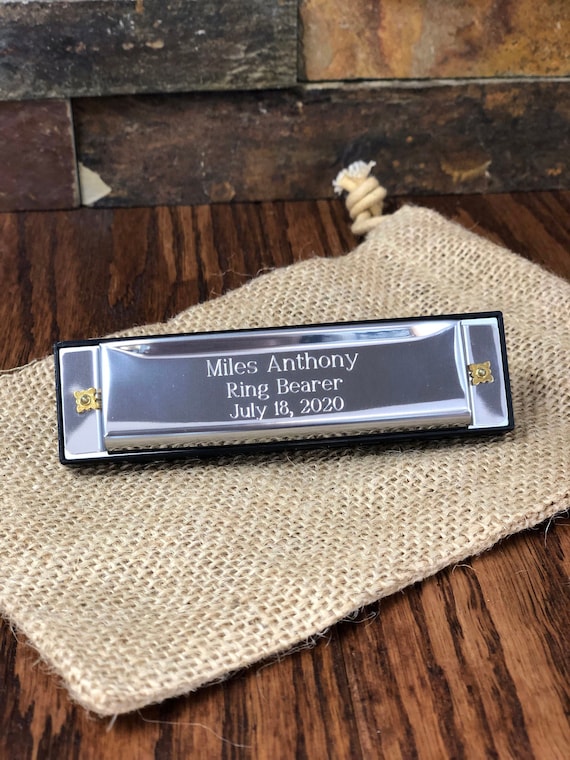 Miles Anthony
Ring Bearer
July 18, 2020